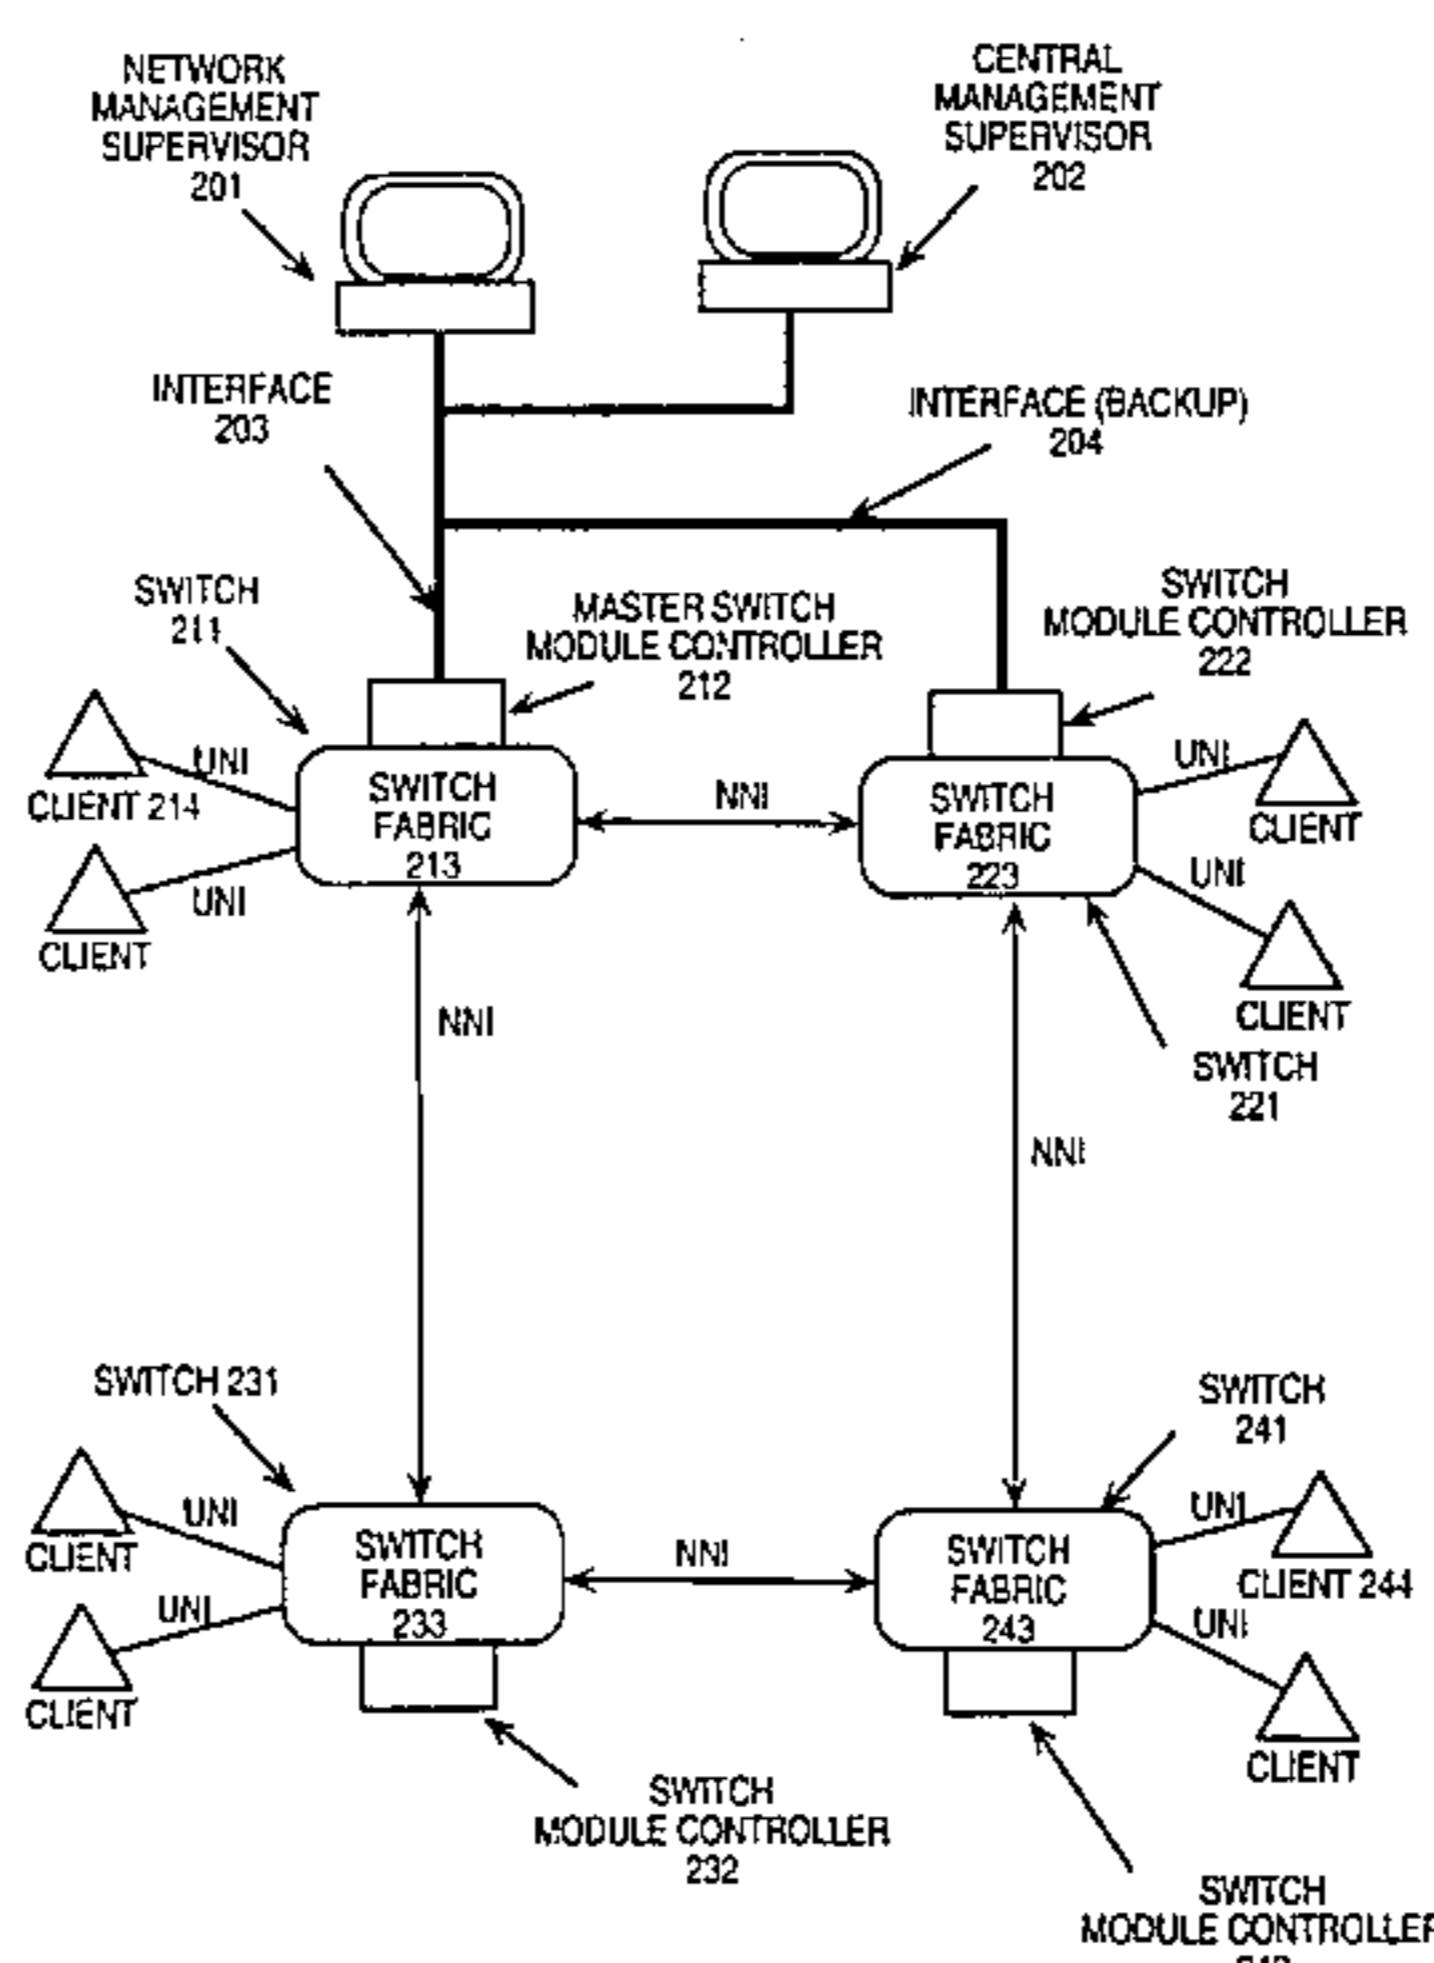 NETWORK
MANAGEMENT
SUPERVISOR
201
CENTRAL
MANAGEMENT
SUPERVISOR
202
INTERFACE
203
INTERFACE (BACKUP)
204
SWITCH
211
MASTER SWITCH
MODULE CONTROLLER
212
SWITCH
MODULE CONTROLLER
222
UNI
CLIENT 214
SWITCH
FABRIC
213
NNI
SWITCH
FABRIC
223
UNI
CLIENT
UNI
CLIENT
UNI
CLIENT
NNI
SWITCH
221
NNI
SWITCH 231
SWITCH
241
UNI
CLIENT
SWITCH
FABRIC
233
NNI
SWITCH
FABRIC
243
UNI
CLIENT 244
UNI
CLIENT
UNI
CLIENT
SWITCH
MODULE CONTROLLER
232
SWITCH
MODULE CONTROLLER